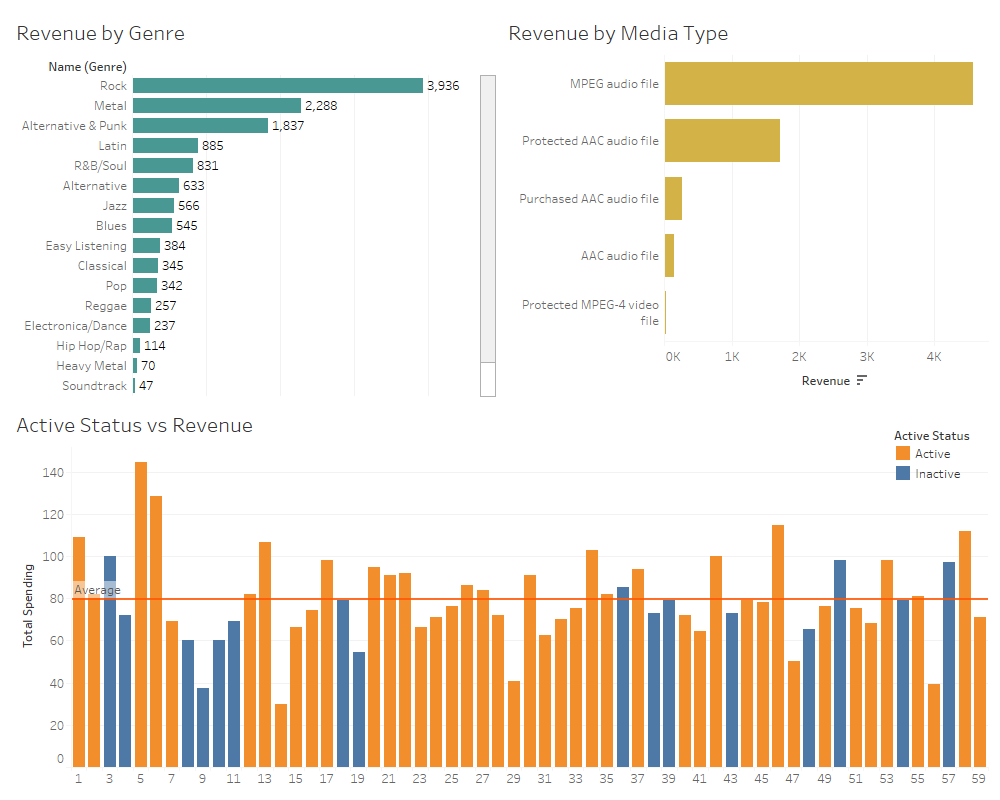 Revenue by Genre
Name (Genre)
Rock 3,936
Metal 2,288
Alternative & Punk 1,837
Latin 885
R&B/Soul 831
Alternative 633
Jazz 566
Blues 545
Easy Listening 384
Classical 345
Pop 342
Reggae 257
Electronica/Dance 237
Hip Hop/Rap 114
Heavy Metal 70
Soundtrack 47
Revenue by Media Type
MPEG audio file
Protected AAC audio file
Purchased AAC audio file
AAC audio file
Protected MPEG-4 video
file
0K 1K 2K 3K 4K
Revenue
Active Status vs Revenue
Active Status
Active
Inactive
Total Spending
140
120
100
Average
80
60
40
20
0
1 3 5 7 9 11 13 15 17 19 21 23 25 27 29 31 33 35 37 39 41 43 45 47 49 51 53 55 57 59